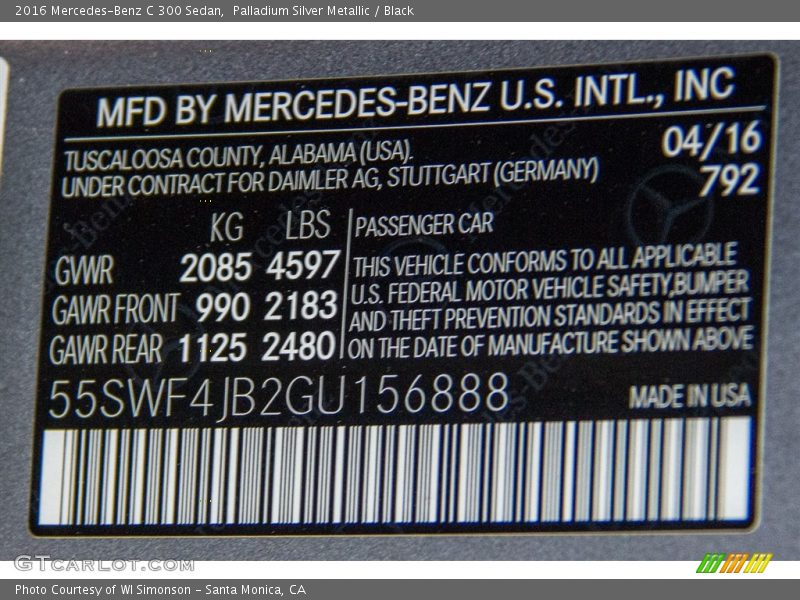 2016 Mercedes-Benz C 300 Sedan, Palladium Silver Metallic / Black
MFD BY MERCEDES-BENZ U.S. INTL., INC
TUSCALOOSA COUNTY, ALABAMA (USA). 04/16
UNDER CONTRACT FOR DAIMLER AG, STUTTGART (GERMANY) 792
KG LBS PASSENGER CAR
GVWR 2085 4597 THIS VEHICLE CONFORMS TO ALL APPLICABLE
GAWR FRONT 990 2183 U.S. FEDERAL MOTOR VEHICLE SAFETY,BUMPER
AND THEFT PREVENTION STANDARDS IN EFFECT
GAWR REAR 1125 2480 ON THE DATE OF MANUFACTURE SHOWN ABOVE
55SWF4JB2GU156888 MADE IN USA
GTCARLOT.COM
Photo Courtesy of WI Simonson - Santa Monica, CA